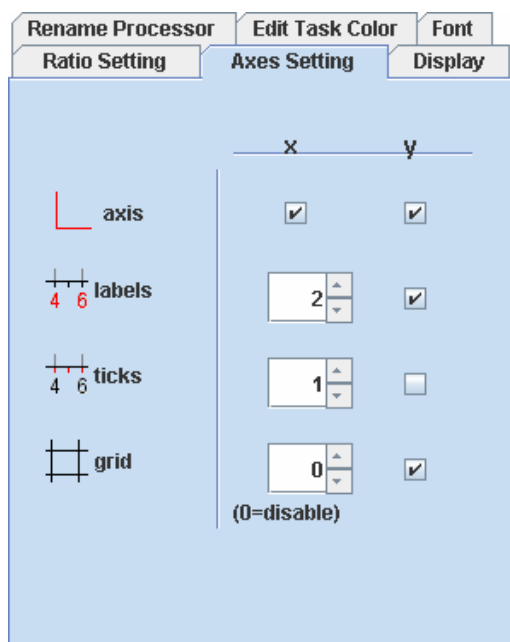 Rename Processor Edit Task Color Font
Ratio Setting Axes Setting Display
x y
axis
4 6 labels 2
4 6 ticks 1
grid 0
(0=disable)